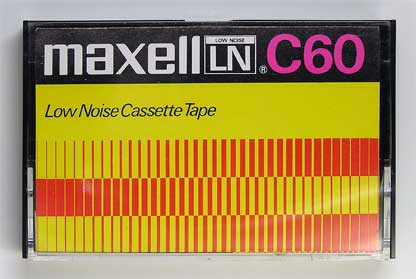 maxell LOW NOISE LN® C60
Low Noise Cassette Tape